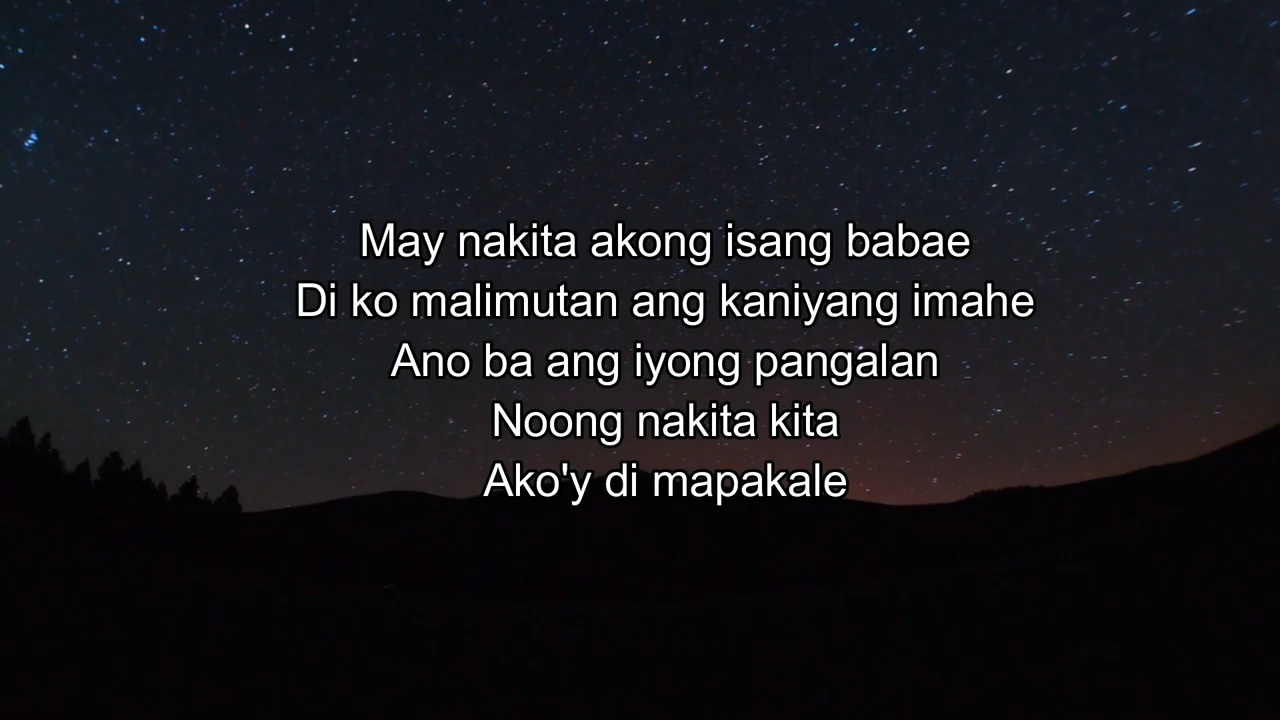 May nakita akong isang babae
Di ko malimutan ang kaniyang imahe
Ano ba ang iyong pangalan
Noong nakita kita
Ako'y di mapakale